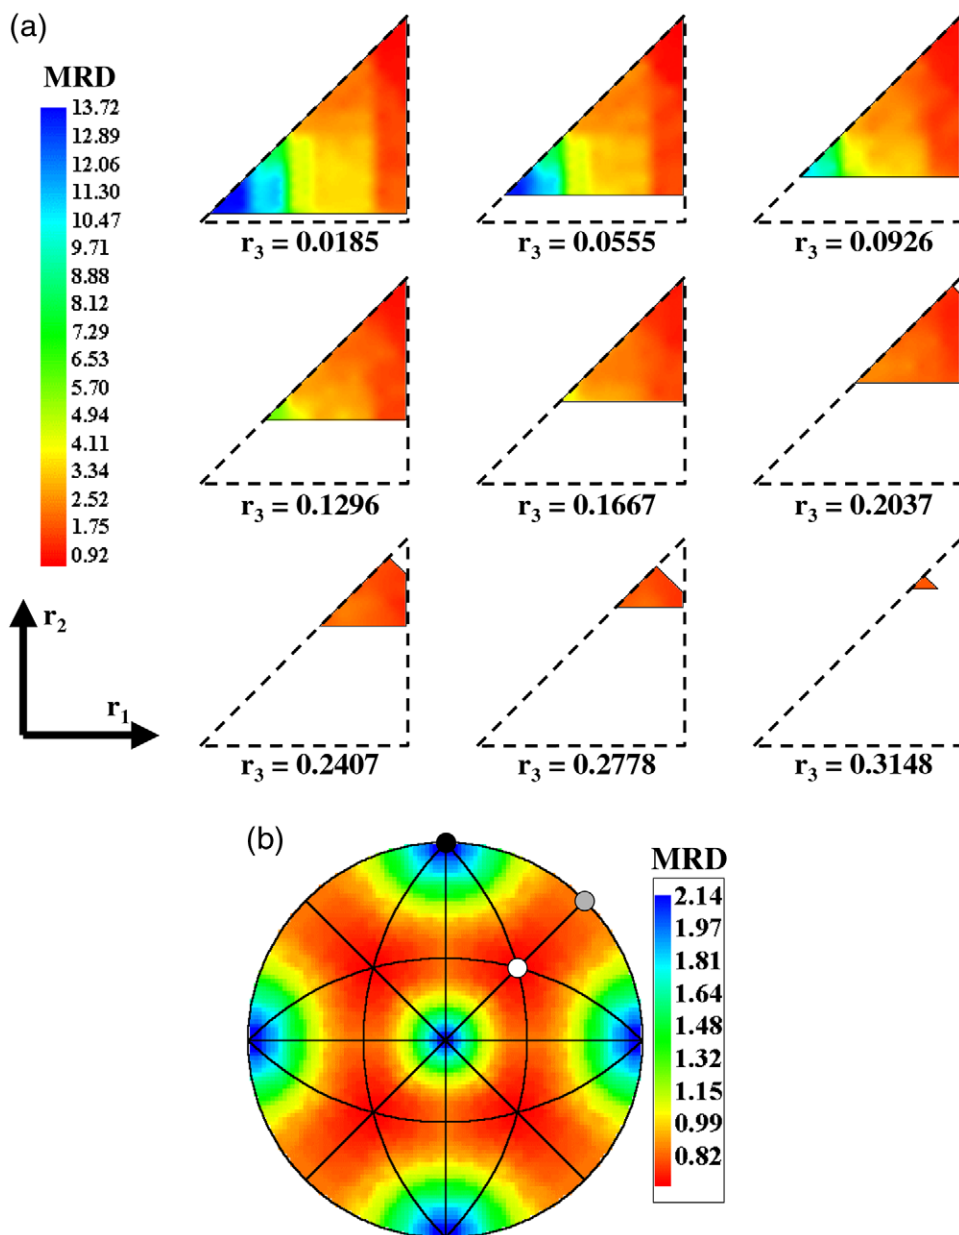 (a)
MRD
13.72
12.89
12.06
11.30
10.47
9.71
8.88
8.12
7.29
6.53
5.70
4.94
4.11
3.34
2.52
1.75
0.92
r3 = 0.0185
r3 = 0.0555
r3 = 0.0926
r3 = 0.1296
r3 = 0.1667
r3 = 0.2037
r3 = 0.2407
r3 = 0.2778
r3 = 0.3148
r2
r1
(b)
MRD
2.14
1.97
1.81
1.64
1.48
1.32
1.15
0.99
0.82